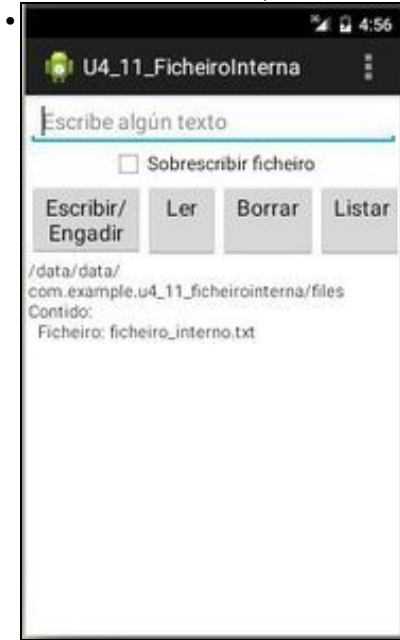 4:56
U4_11_FicheiroInterna
Escribe algún texto
Sobrescribir ficheiro
Escribir/
Engadir
Ler
Borrar
Listar
/data/data/
com.example.u4_11_ficheirointerna/files
Contido:
Ficheiro: ficheiro_interno.txt